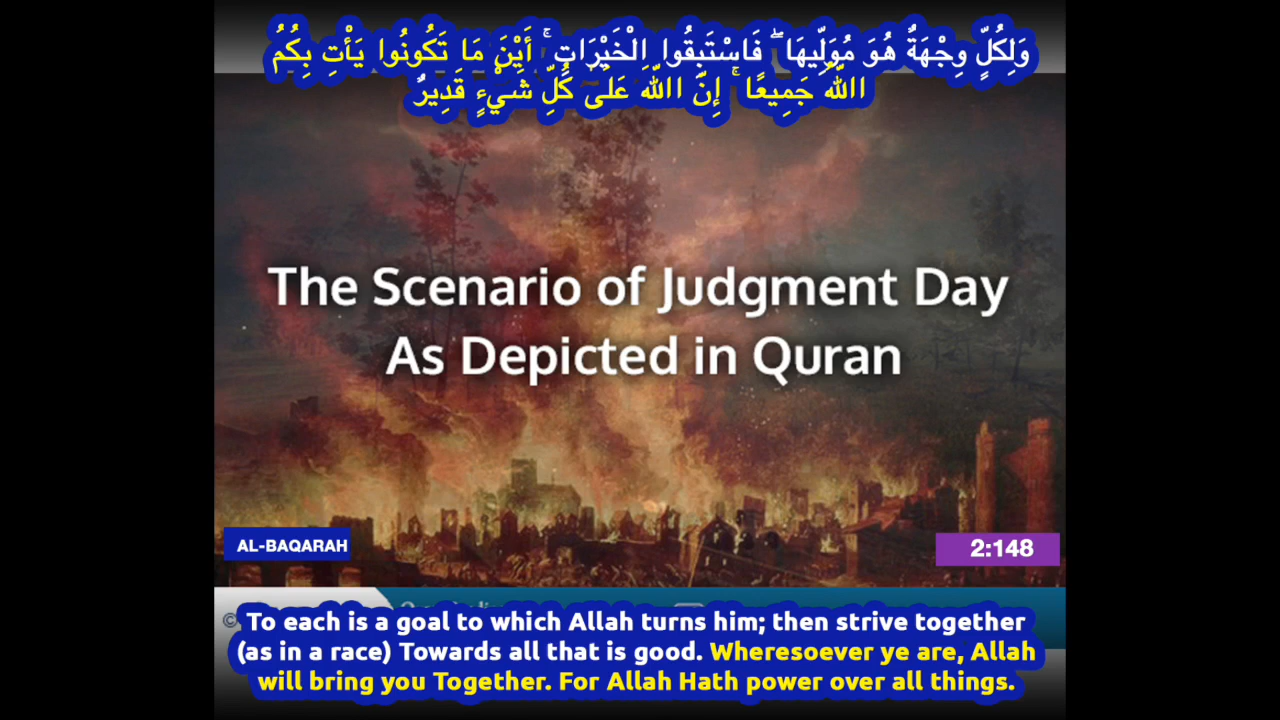 وَلِكُلٍّ وِجْهَةٌ هُوَ مُوَلِّيهَا ۖ فَاسْتَبِقُوا الْخَيْرَاتِ ۚ أَيْنَ مَا تَكُونُوا يَأْتِ بِكُمُ
اللَّهُ جَمِيعًا ۚ إِنَّ اللَّهَ عَلَىٰ كُلِّ شَيْءٍ قَدِيرٌ
The Scenario of Judgment Day
As Depicted in Quran
AL-BAQARAH
2:148
©
To each is a goal to which Allah turns him; then strive together
(as in a race) Towards all that is good. Wheresoever ye are, Allah
will bring you Together. For Allah Hath power over all things.